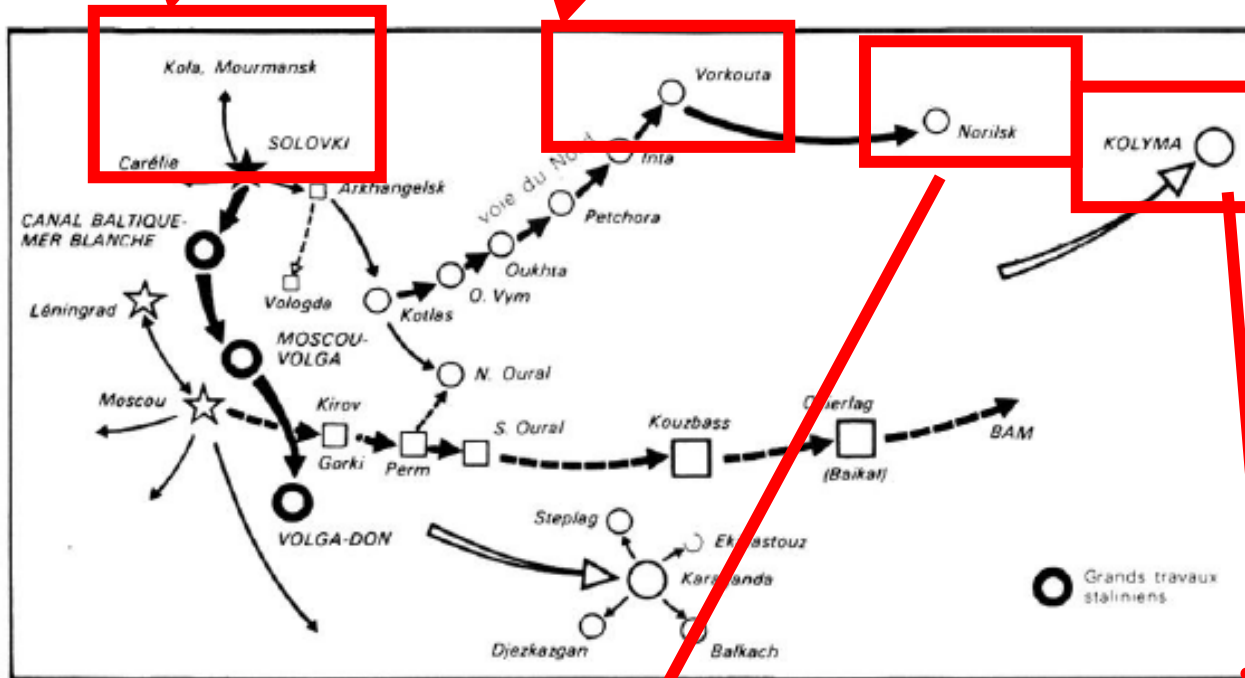 Kola, Mourmansk
Vorkouta
Norilsk
KOLYMA
SOLOVKI
Carélie
Arkhangelsk
Inta
voie du Nord
Petchora
CANAL BALTIQUE-
MER BLANCHE
Oukhta
O. Vym
Vologda
Kotlas
Léningrad
MOSCOU-
VOLGA
N. Oural
Moscou
Kirov
Gorki
Perm
S. Oural
Kouzbass
(Baïkal)
BAM
VOLGA-DON
Steplag
Karaganda
Djezkazgan
Balkach
Grands travaux
staliniens